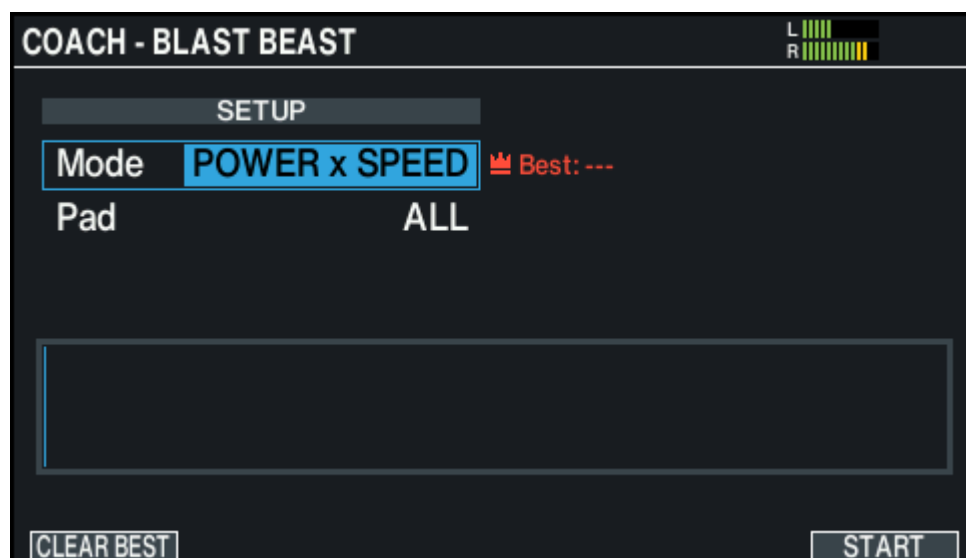 COACH - BLAST BEAST
L
R
SETUP
Mode POWER x SPEED Best: ---
Pad ALL
CLEAR BEST START